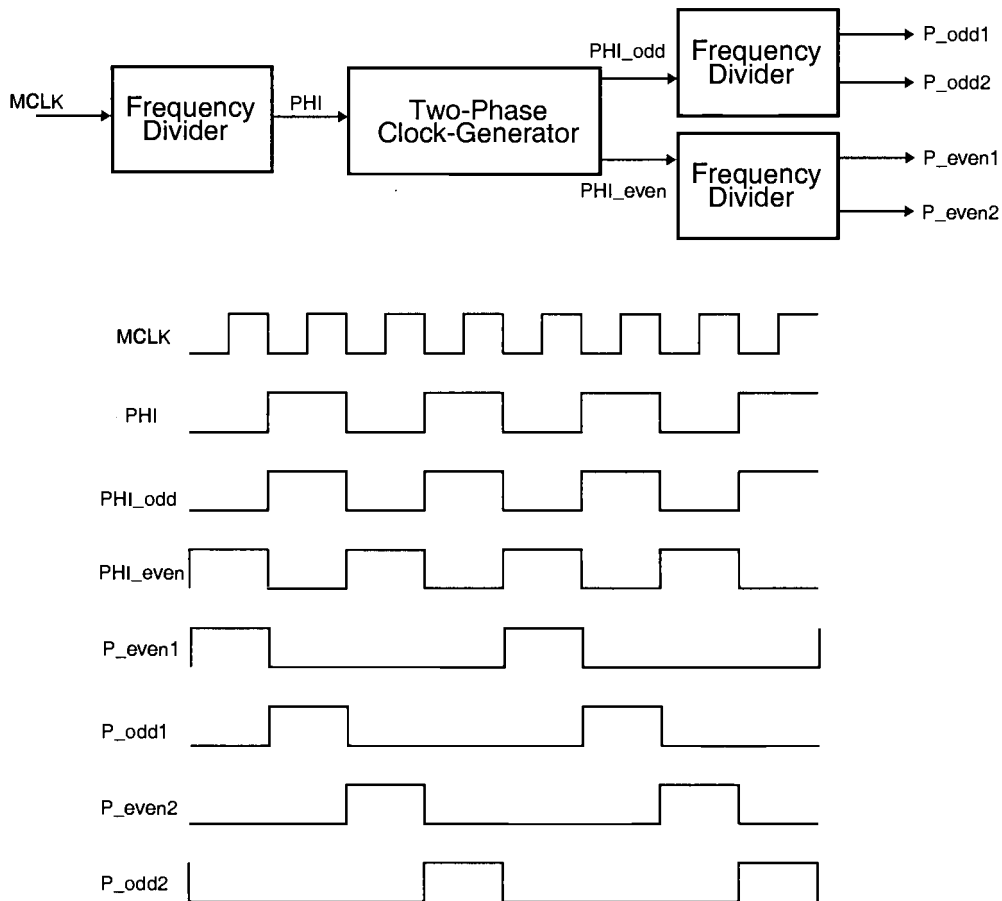 P_odd1
PHI_odd
Frequency
Divider
P_odd2
MCLK
Frequency
Divider
PHI
Two-Phase
Clock-Generator
PHI_even
Frequency
Divider
P_even1
P_even2
MCLK
PHI
PHI_odd
PHI_even
P_even1
P_odd1
P_even2
P_odd2